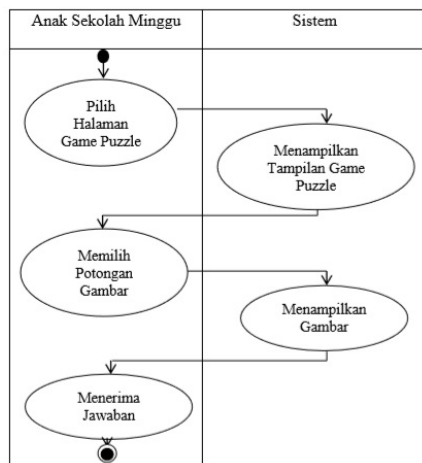 Anak Sekolah Minggu
Sistem
Pilih
Halaman
Game Puzzle
Menampilkan
Tampilan Game
Puzzle
Memilih
Potongan
Gambar
Menampilkan
Gambar
Menerima
Jawaban